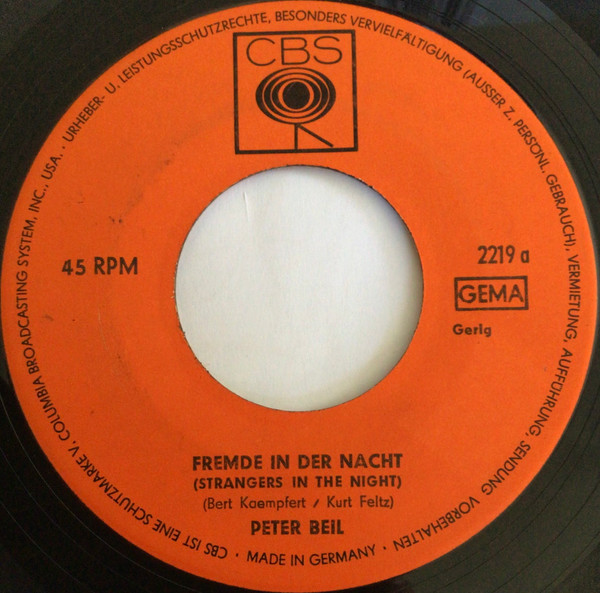 URHEBER- U. LEISTUNGSSCHUTZRECHTE, BESONDERS VERVIELFÄLTIGUNG (AUSSER Z. PERSÖNL. GEBRAUCH), VERMIETUNG, AUFFÜHRUNG, SENDUNG VORBEHALTEN
CBS
45 RPM
2219 a
GEMA
Gerig
FREMDE IN DER NACHT
(STRANGERS IN THE NIGHT)
(Bert Kaempfert / Kurt Feltz)
PETER BEIL
· MADE IN GERMANY ·
CBS IST EINE SCHUTZMARKE V. COLUMBIA BROADCASTING SYSTEM, INC., USA. ·